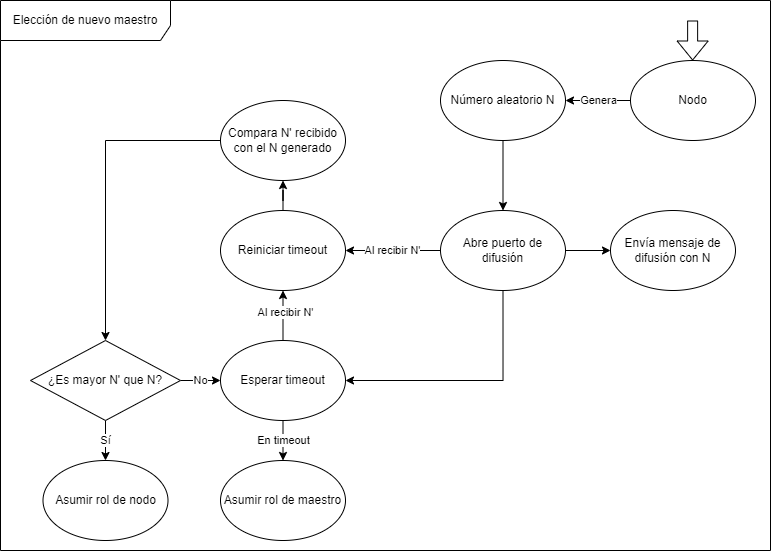 Elección de nuevo maestro
Número aleatorio N
Genera
Nodo
Compara N' recibido
con el N generado
Reiniciar timeout
Al recibir N'
Abre puerto de
difusión
Envía mensaje de
difusión con N
Al recibir N'
¿Es mayor N' que N?
No
Esperar timeout
Sí
En timeout
Asumir rol de nodo
Asumir rol de maestro